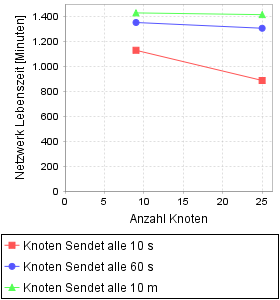 1.400
1.200
1.000
800
600
400
200
0
Netzwerk Lebenszeit [Minuten]
0 5 10 15 20 25
Anzahl Knoten
Knoten Sendet alle 10 s
Knoten Sendet alle 60 s
Knoten Sendet alle 10 m